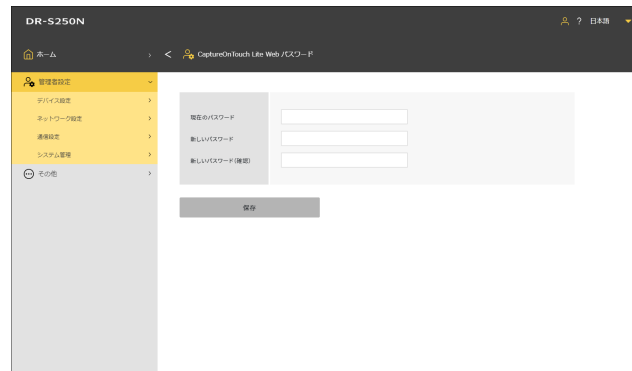 DR-S250N
? 日本語
ホーム
CaptureOnTouch Lite Web パスワード
管理者設定
デバイス設定
ネットワーク設定
通信設定
システム管理
その他
現在のパスワード
新しいパスワード
新しいパスワード(確認)
保存